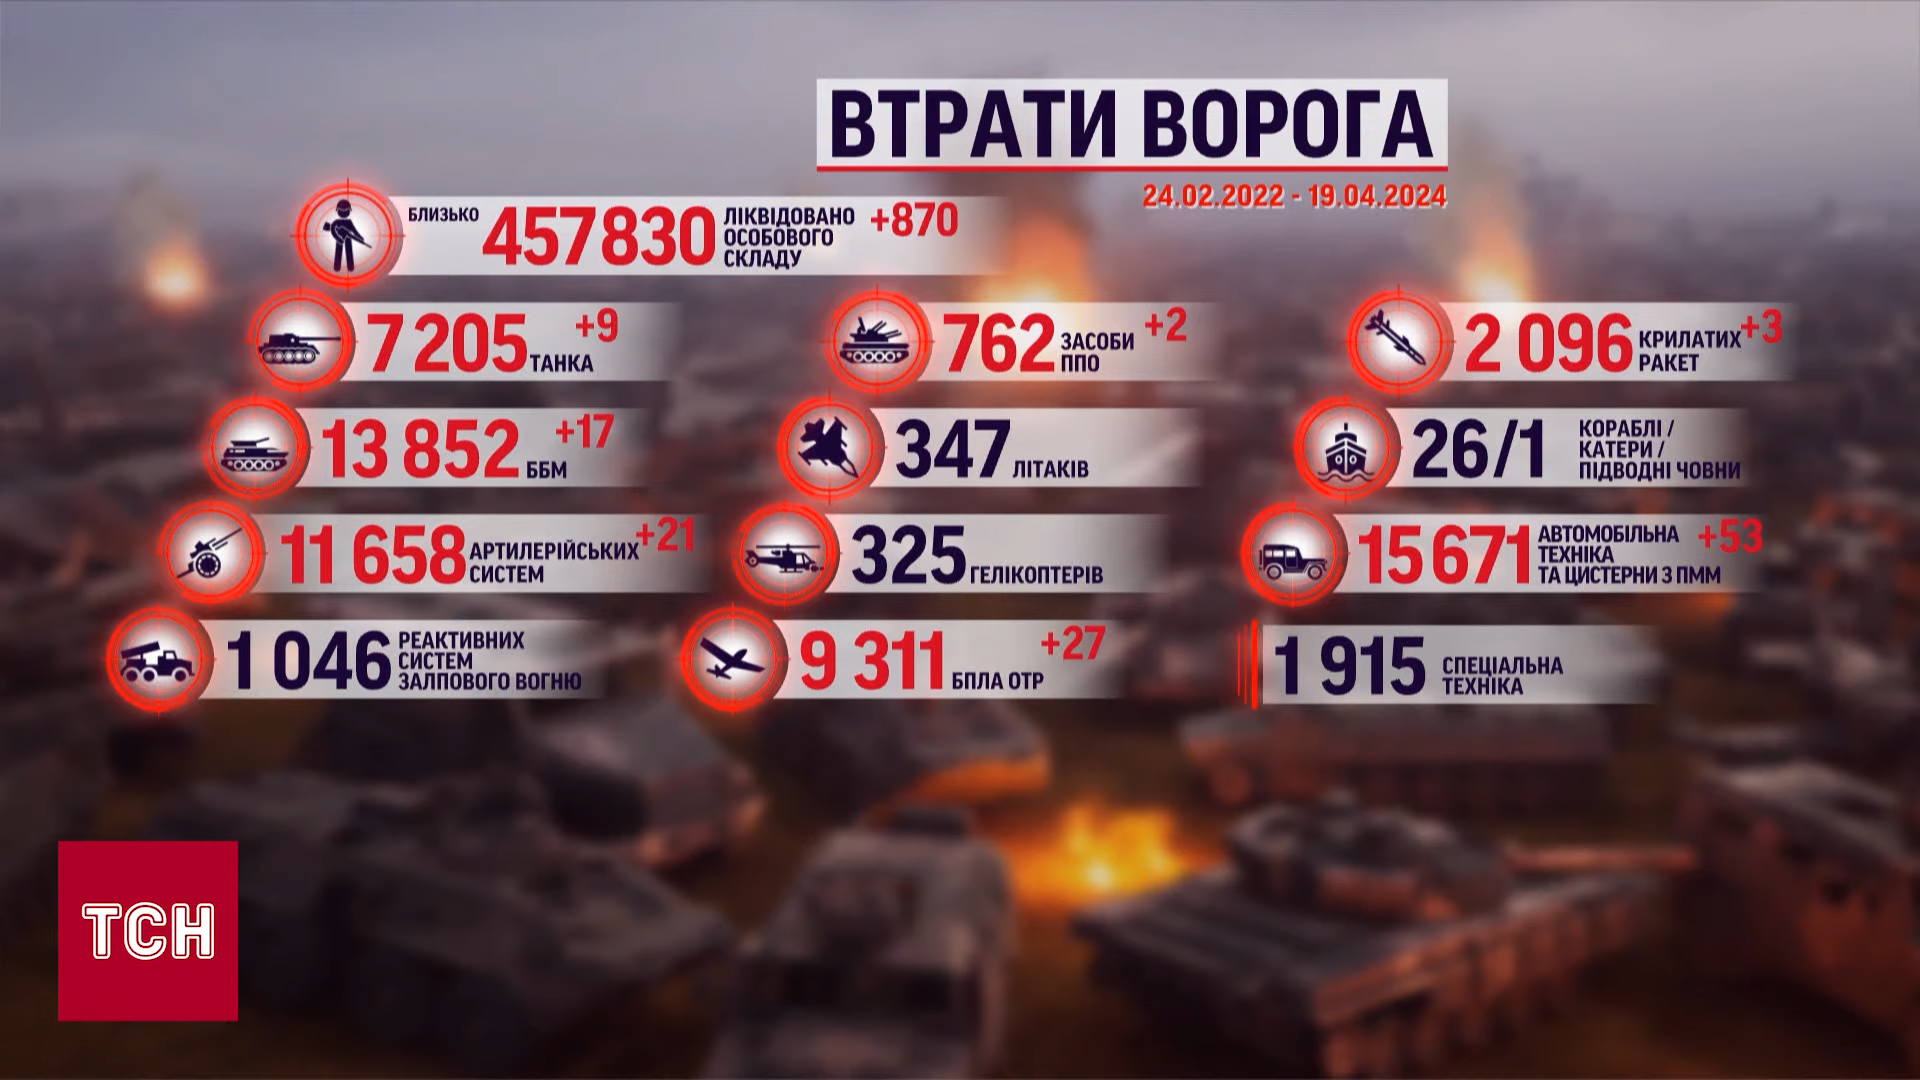 ВТРАТИ ВОРОГА
24.02.2022 - 19.04.2024
БЛИЗЬКО 457830 ЛІКВІДОВАНО +870
ОСОБОВОГО
СКЛАДУ
7 205 ТАНКА +9
13 852 ББМ +17
11 658 АРТИЛЕРІЙСЬКИХ +21
СИСТЕМ
1 046 РЕАКТИВНИХ
СИСТЕМ
ЗАЛПОВОГО ВОГНЮ
762 ЗАСОБИ +2
ППО
347 ЛІТАКІВ
325 ГЕЛІКОПТЕРІВ
9 311 БПЛА ОТР +27
2 096 КРИЛАТИХ +3
РАКЕТ
26/1 КОРАБЛІ /
КАТЕРИ /
ПІДВОДНІ ЧОВНИ
15 671 АВТОМОБІЛЬНА +53
ТЕХНІКА
ТА ЦИСТЕРНИ З ПММ
1 915 СПЕЦІАЛЬНА
ТЕХНІКА
ТСН